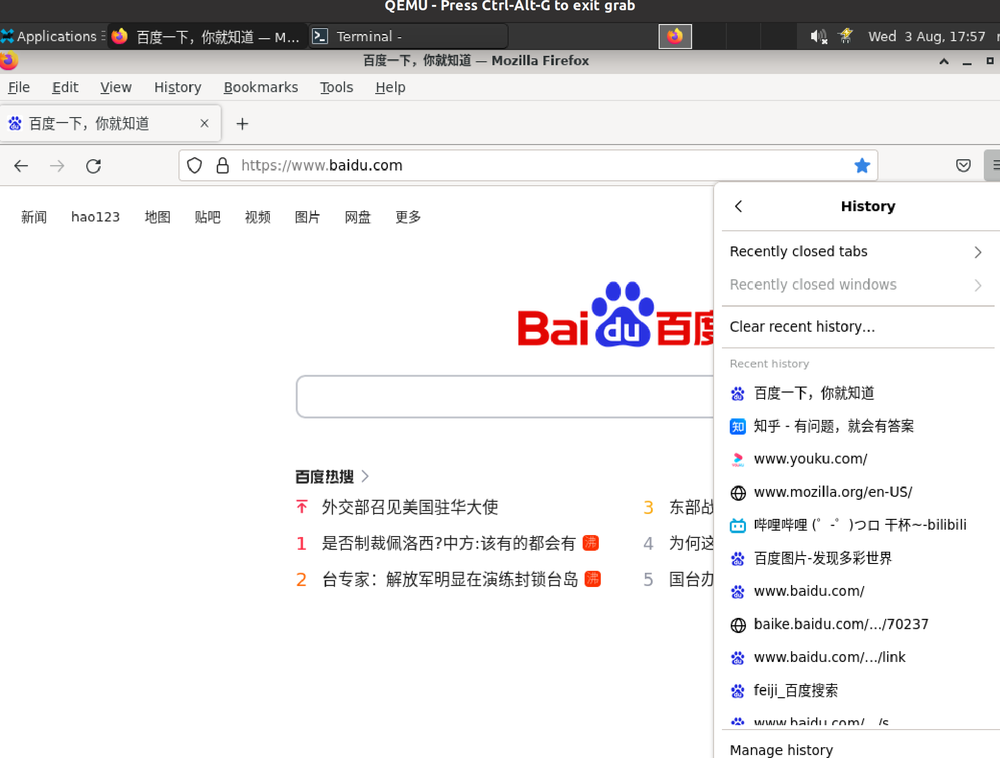 QEMU - Press Ctrl-Alt-G to exit grab
Applications 百度一下，你就知道 — M... Terminal - Wed 3 Aug, 17:57
百度一下，你就知道 — Mozilla Firefox
File Edit View History Bookmarks Tools Help
百度一下，你就知道
https://www.baidu.com
新闻 hao123 地图 贴吧 视频 图片 网盘 更多
Bai du 百度
百度热搜
外交部召见美国驻华大使
1 是否制裁佩洛西?中方:该有的都会有 沸
2 台专家：解放军明显在演练封锁台岛 沸
3 东部战
4 为何这
5 国台办
History
Recently closed tabs
Recently closed windows
Clear recent history...
Recent history
百度一下，你就知道
知乎 - 有问题，就会有答案
www.youku.com/
www.mozilla.org/en-US/
哔哩哔哩 (゜-゜)つロ 干杯~-bilibili
百度图片-发现多彩世界
www.baidu.com/
baike.baidu.com/.../70237
www.baidu.com/.../link
feiji_百度搜索
www.baidu.com/.../s
Manage history